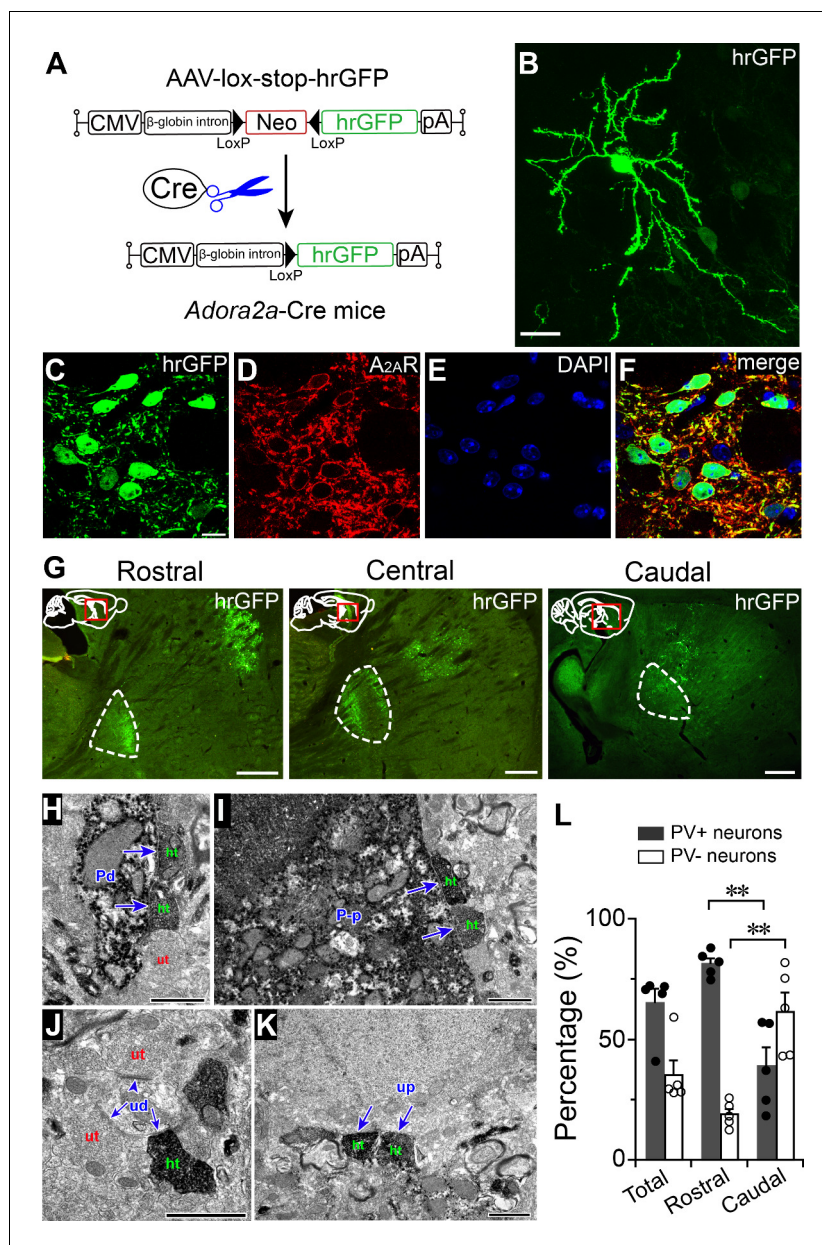 A
AAV-lox-stop-hrGFP
CMV β-globin intron Neo hrGFP pA
LoxP LoxP
Cre
CMV β-globin intron hrGFP pA
LoxP
Adora2a-Cre mice
B hrGFP
C hrGFP
D A2AR
E DAPI
F merge
G
Rostral Central Caudal
hrGFP hrGFP hrGFP
H
ht
Pd
ht
ut
I
ht
P-p
ht
J
ut
ud
ut
ht
K
up
ht ht
L
PV+ neurons
PV- neurons
**
**
100
50
0
Percentage (%)
Total Rostral Caudal